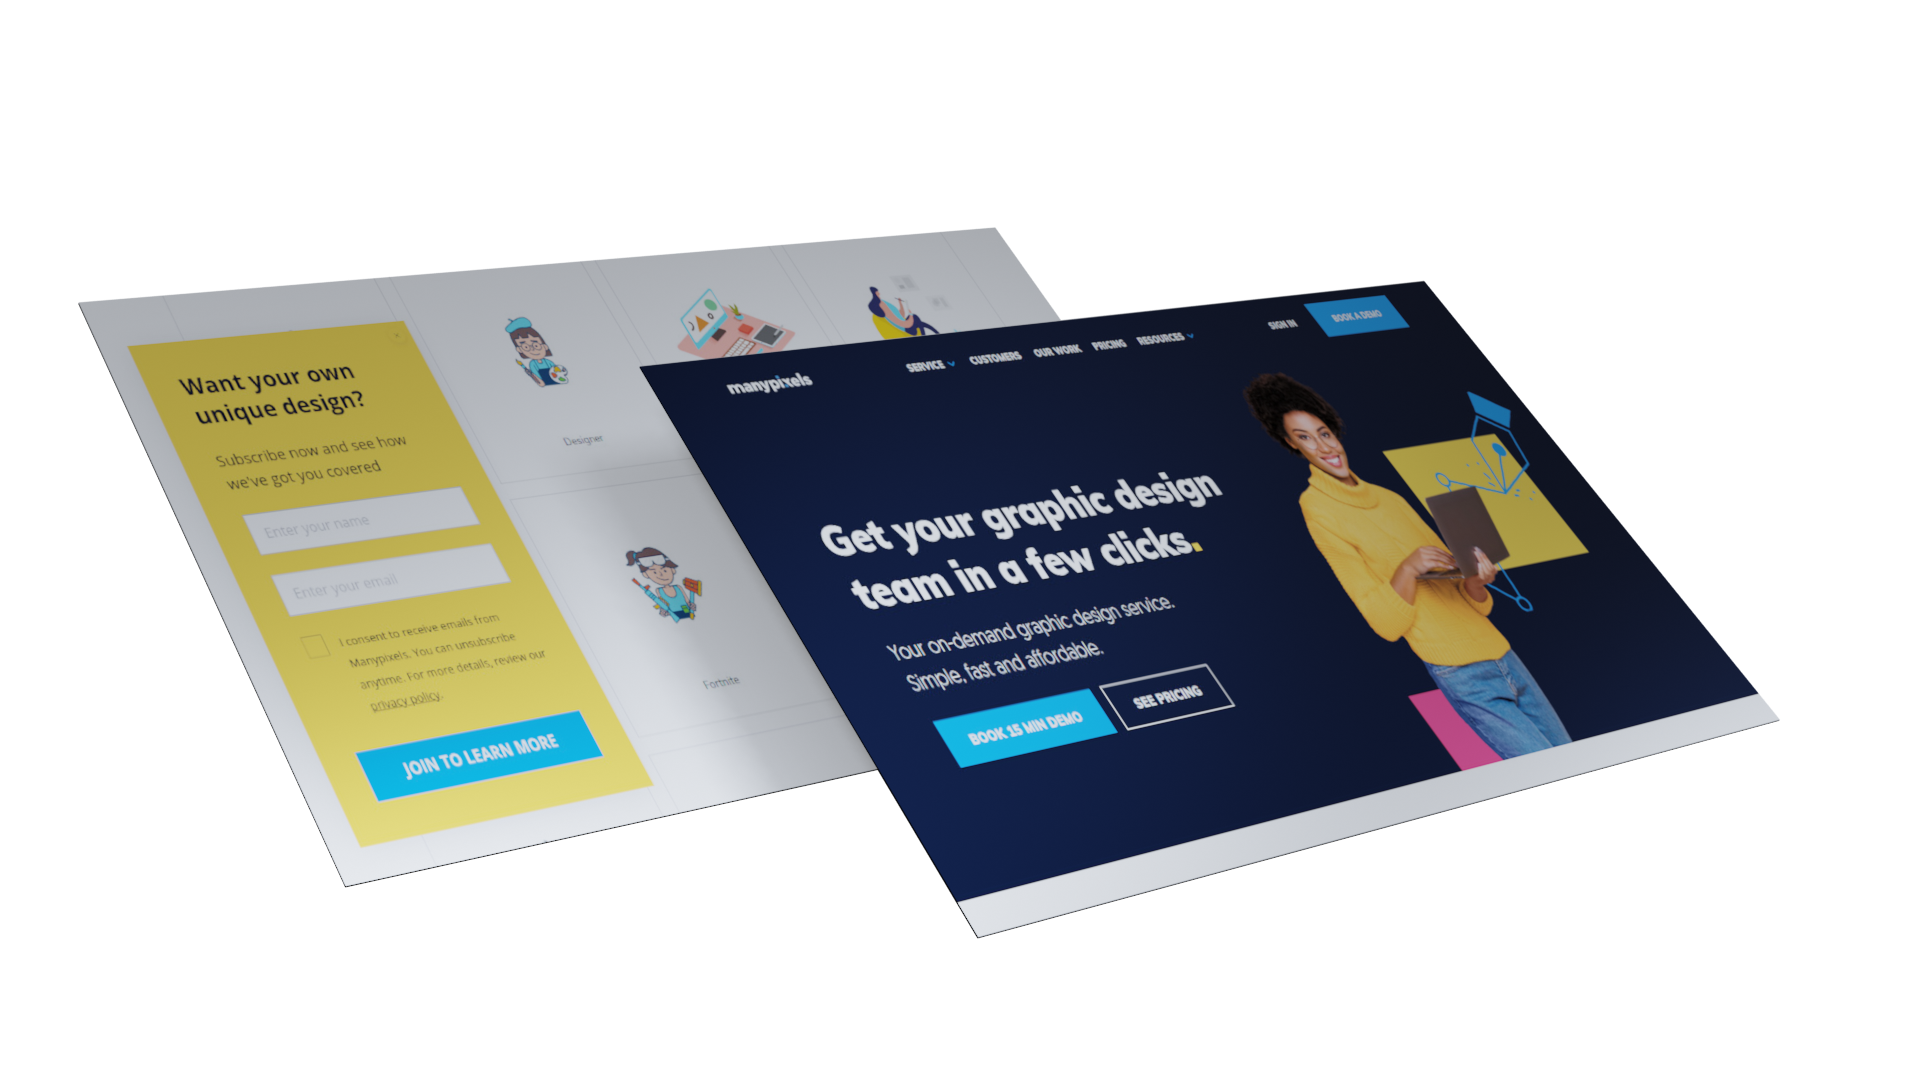 Want your own
unique design?
Subscribe now and see how
we've got you covered
Enter your name
Enter your email
I consent to receive emails from
Manypixels. You can unsubscribe
anytime. For more details, review our
privacy policy.
JOIN TO LEARN MORE
Designer
Fortnite
manypixels
SERVICE
CUSTOMERS
OUR WORK
PRICING
RESOURCES
SIGN IN
BOOK A DEMO
Get your graphic design
team in a few clicks.
Your on-demand graphic design service.
Simple, fast and affordable.
BOOK 15 MIN DEMO
SEE PRICING